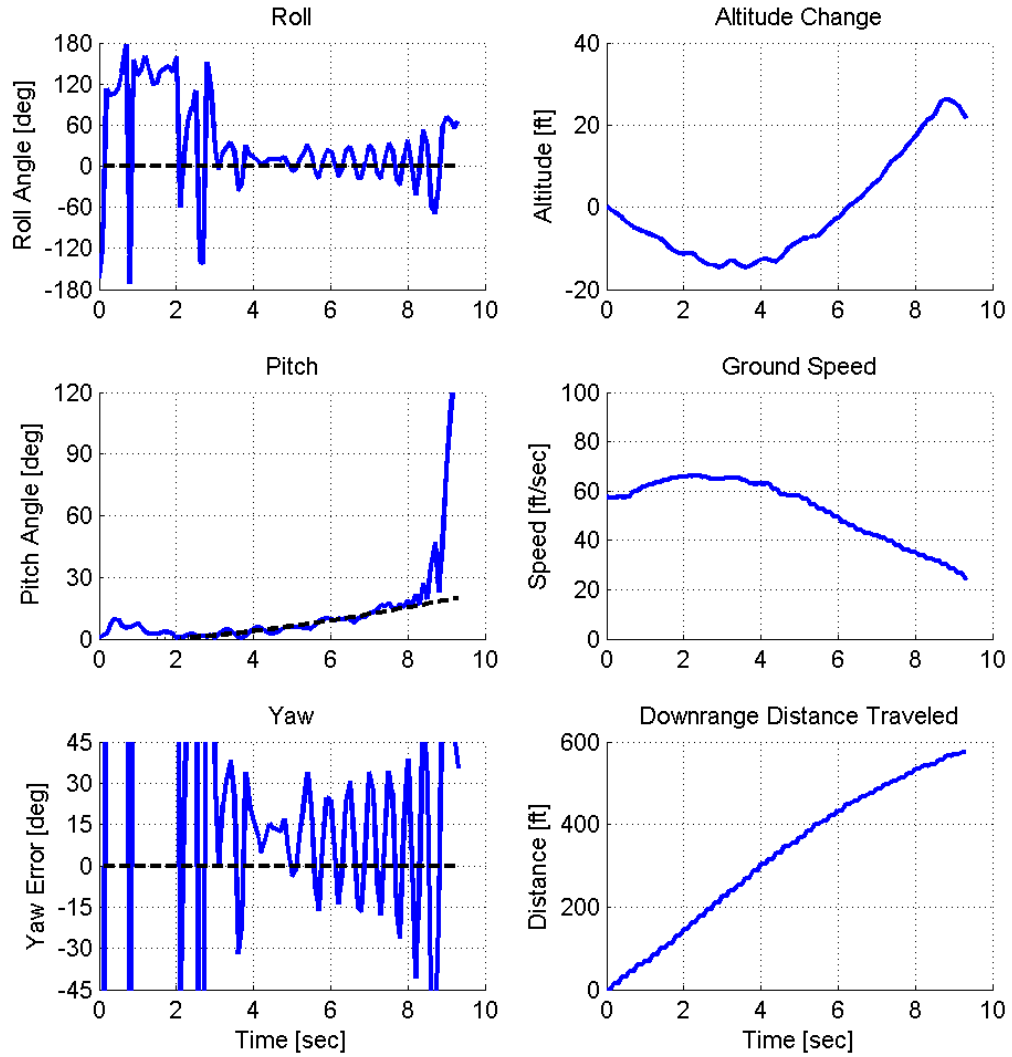 Roll
Roll Angle [deg]
180
120
60
0
-60
-120
-180
0 2 4 6 8 10
Altitude Change
Altitude [ft]
40
20
0
-20
0 2 4 6 8 10
Pitch
Pitch Angle [deg]
120
90
60
30
0
0 2 4 6 8 10
Ground Speed
Speed [ft/sec]
100
80
60
40
20
0
0 2 4 6 8 10
Yaw
Yaw Error [deg]
45
30
15
0
-15
-30
-45
0 2 4 6 8 10
Time [sec]
Downrange Distance Traveled
Distance [ft]
600
400
200
0
0 2 4 6 8 10
Time [sec]